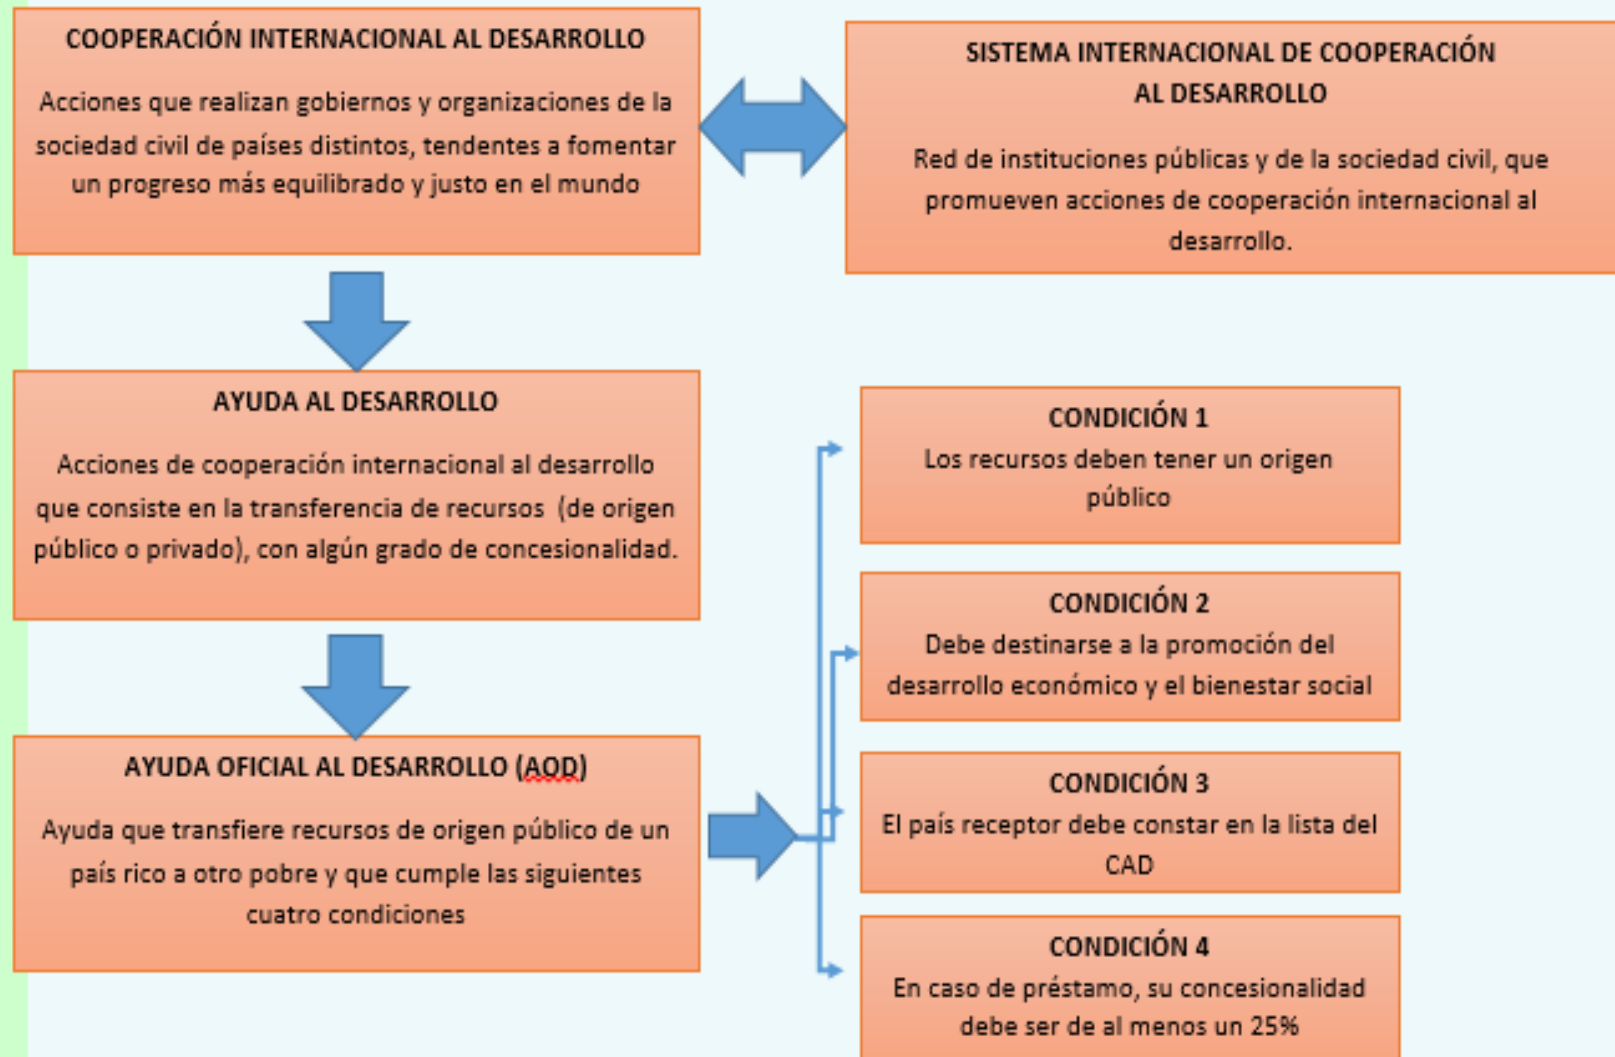 COOPERACIÓN INTERNACIONAL AL DESARROLLO
Acciones que realizan gobiernos y organizaciones de la
sociedad civil de países distintos, tendentes a fomentar
un progreso más equilibrado y justo en el mundo
SISTEMA INTERNACIONAL DE COOPERACIÓN
AL DESARROLLO
Red de instituciones públicas y de la sociedad civil, que
promueven acciones de cooperación internacional al
desarrollo.
AYUDA AL DESARROLLO
Acciones de cooperación internacional al desarrollo
que consiste en la transferencia de recursos (de origen
público o privado), con algún grado de concesionalidad.
AYUDA OFICIAL AL DESARROLLO (AOD)
Ayuda que transfiere recursos de origen público de un
país rico a otro pobre y que cumple las siguientes
cuatro condiciones
CONDICIÓN 1
Los recursos deben tener un origen
público
CONDICIÓN 2
Debe destinarse a la promoción del
desarrollo económico y el bienestar social
CONDICIÓN 3
El país receptor debe constar en la lista del
CAD
CONDICIÓN 4
En caso de préstamo, su concesionalidad
debe ser de al menos un 25%